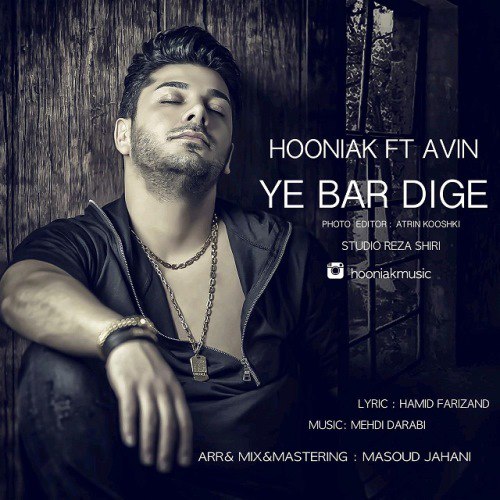 HOONIAK FT AVIN
YE BAR DIGE
PHOTO EDITOR : ATRIN KOOSHKI
STUDIO REZA SHIRI
hooniakmusic
LYRIC : HAMID FARIZAND
MUSIC: MEHDI DARABI
ARR& MIX&MASTERING : MASOUD JAHANI